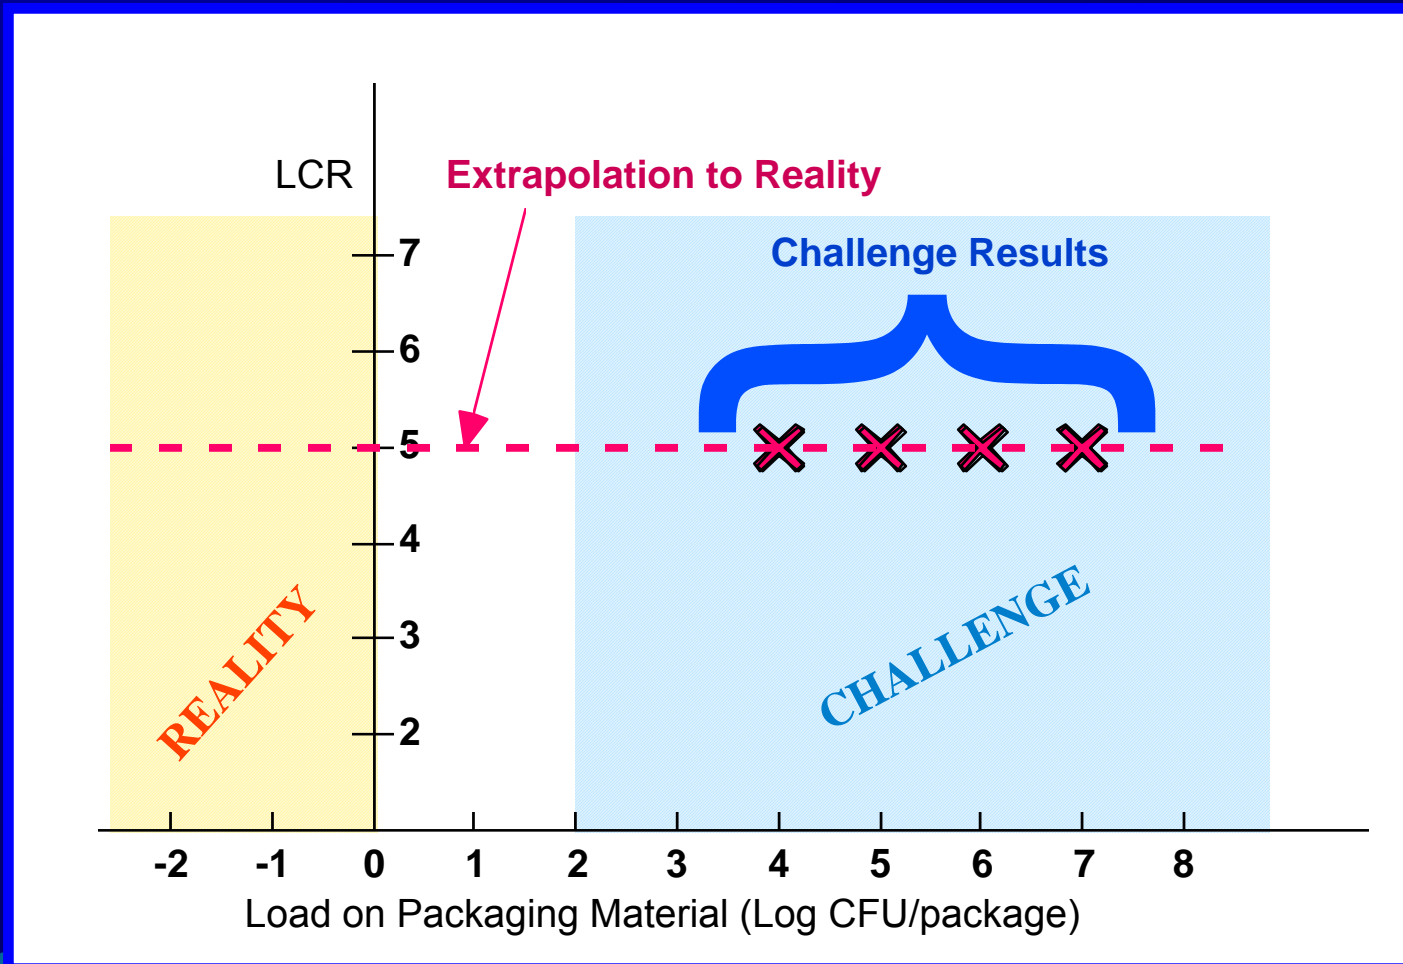 LCR
Extrapolation to Reality
Challenge Results
7
6
5
4
3
2
REALITY
CHALLENGE
-2 -1 0 1 2 3 4 5 6 7 8
Load on Packaging Material (Log CFU/package)